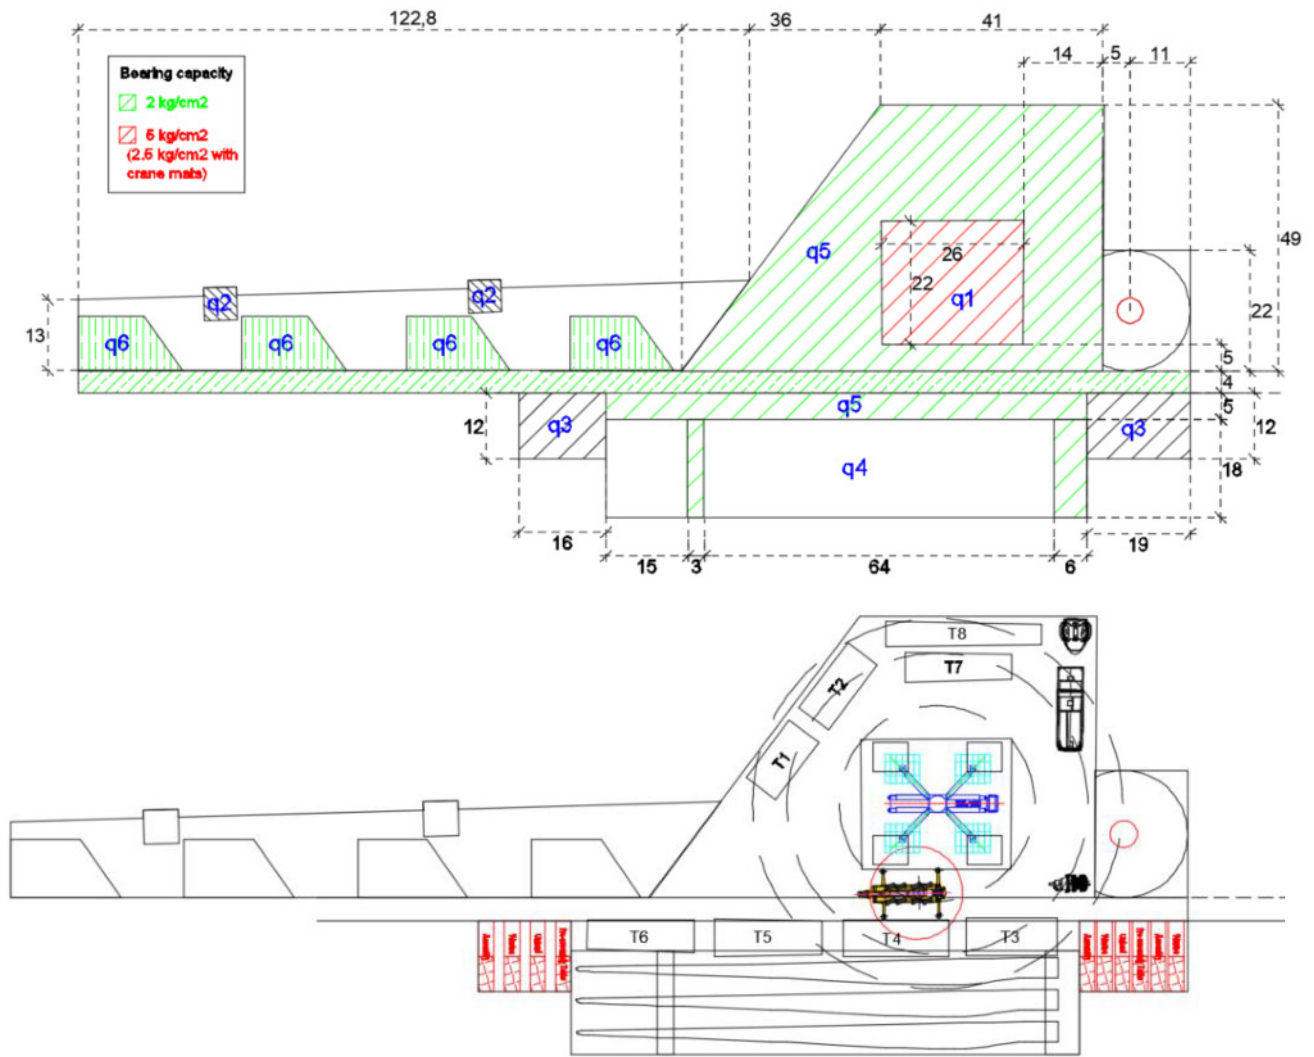 122,8
36
41
14
5
11
Bearing capacity
2 kg/cm2
5 kg/cm2
(2.5 kg/cm2 with
crane mats)
49
q5
26
22
q1
22
q2
q2
13
q6
q6
q6
q6
5
4
5
q5
12
q3
q3
12
q4
18
16
19
15
3
64
6
T8
T7
T2
T1
T6
T5
T4
T3